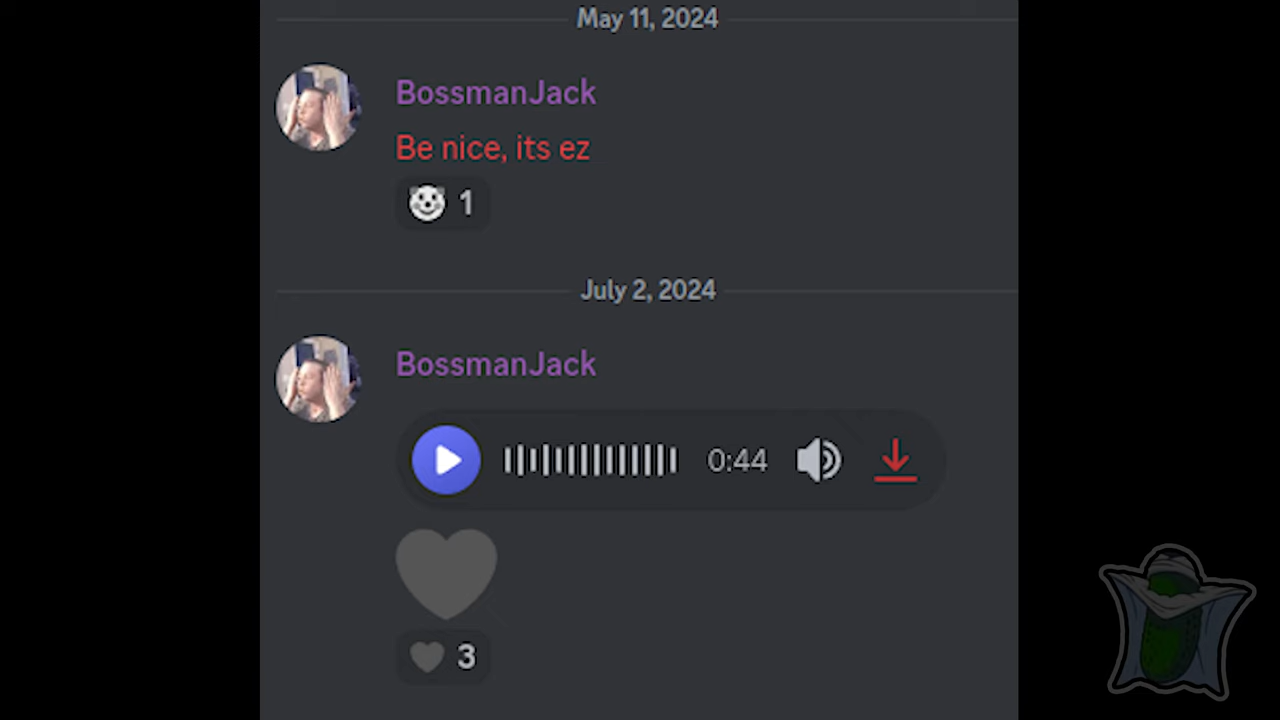 May 11, 2024
BossmanJack
Be nice, its ez
1
July 2, 2024
BossmanJack
0:44
3